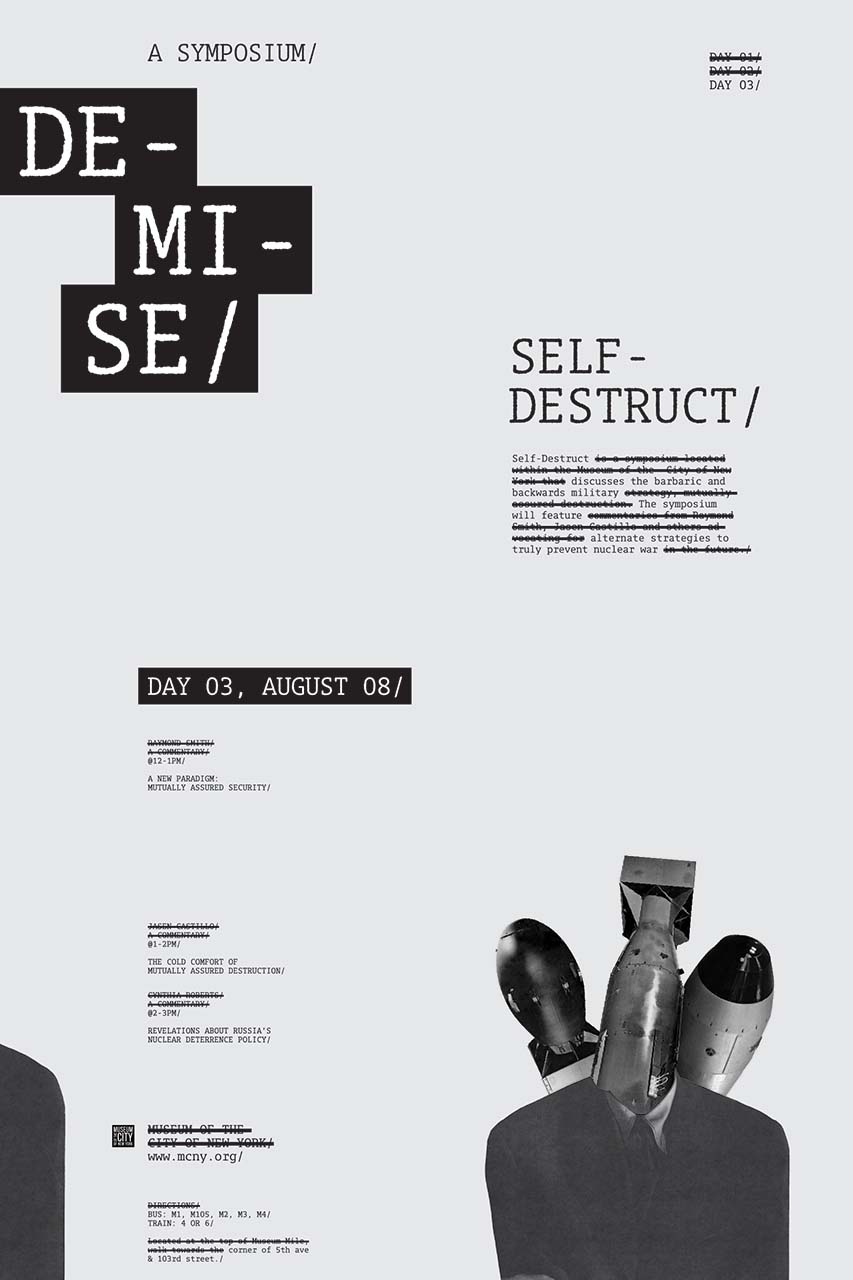 A SYMPOSIUM/
DAY 01/
DAY 02/
DAY 03/
DE-
MI-
SE/
SELF-
DESTRUCT/
Self-Destruct is a symposium located
within the Museum of the City of New
York that discusses the barbaric and
backwards military strategy, mutually
assured destruction. The symposium
will feature commentaries from Raymond
Smith, Jasen Castillo and others ad-
vocating for alternate strategies to
truly prevent nuclear war in the future./
DAY 03, AUGUST 08/
RAYMOND SMITH/
A COMMENTARY/
@12-1PM/
A NEW PARADIGM:
MUTUALLY ASSURED SECURITY/
JASEN CASTILLO/
A COMMENTARY/
@1-2PM/
THE COLD COMFORT OF
MUTUALLY ASSURED DESTRUCTION/
CYNTHIA ROBERTS/
A COMMENTARY/
@2-3PM/
REVELATIONS ABOUT RUSSIA'S
NUCLEAR DETERRENCE POLICY/
MUSEUM
OF THE
CITY
OF NEW YORK
MUSEUM OF THE
CITY OF NEW YORK/
www.mcny.org/
DIRECTIONS/
BUS: M1, M105, M2, M3, M4/
TRAIN: 4 OR 6/
Located at the top of Museum Mile,
walk towards the corner of 5th ave
& 103rd street./